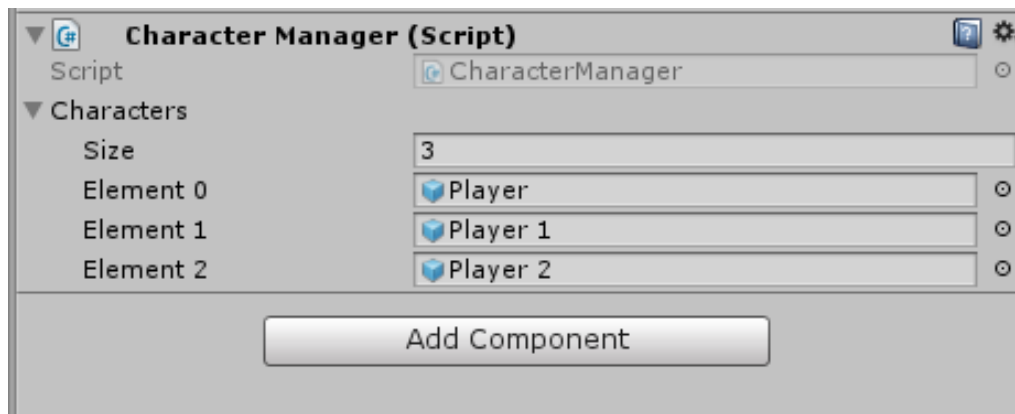 Character Manager (Script)
Script CharacterManager
Characters
Size 3
Element 0 Player
Element 1 Player 1
Element 2 Player 2
Add Component